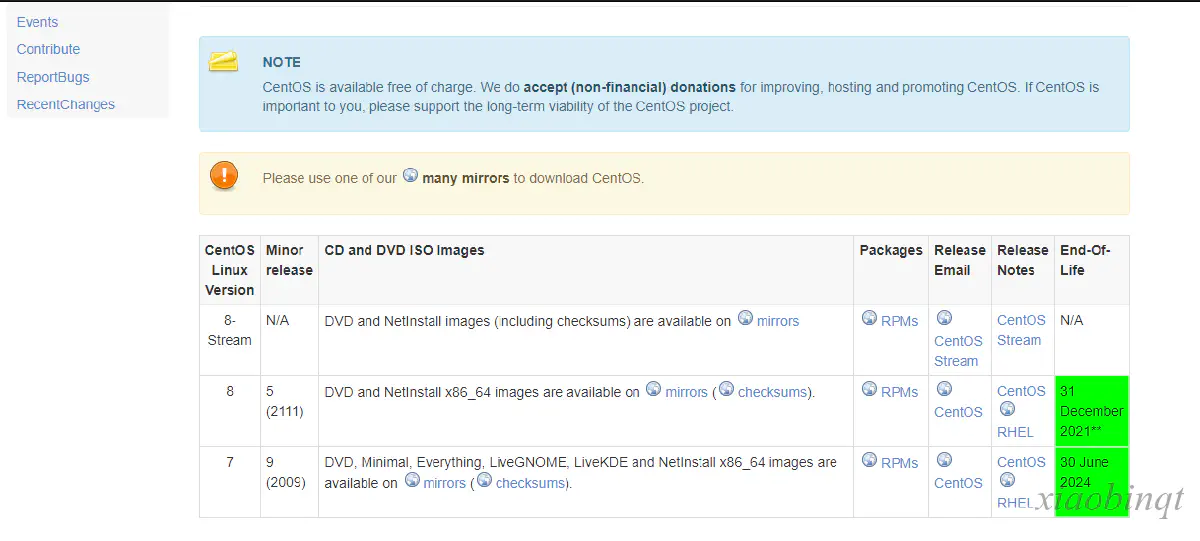 Events
Contribute
ReportBugs
RecentChanges
NOTE
CentOS is available free of charge. We do accept (non-financial) donations for improving, hosting and promoting CentOS. If CentOS is
important to you, please support the long-term viability of the CentOS project.
Please use one of our many mirrors to download CentOS.
CentOS Linux Version
Minor release
CD and DVD ISO Images
Packages
Release Email
Release Notes
End-Of-Life
8-Stream
N/A
DVD and NetInstall images (including checksums) are available on mirrors
RPMs
CentOS Stream
CentOS Stream
N/A
8
5 (2111)
DVD and NetInstall x86_64 images are available on mirrors (checksums).
RPMs
CentOS
CentOS
RHEL
31 December 2021**
7
9 (2009)
DVD, Minimal, Everything, LiveGNOME, LiveKDE and NetInstall x86_64 images are
available on mirrors (checksums).
RPMs
CentOS
CentOS
RHEL
30 June 2024
xiaobinqt